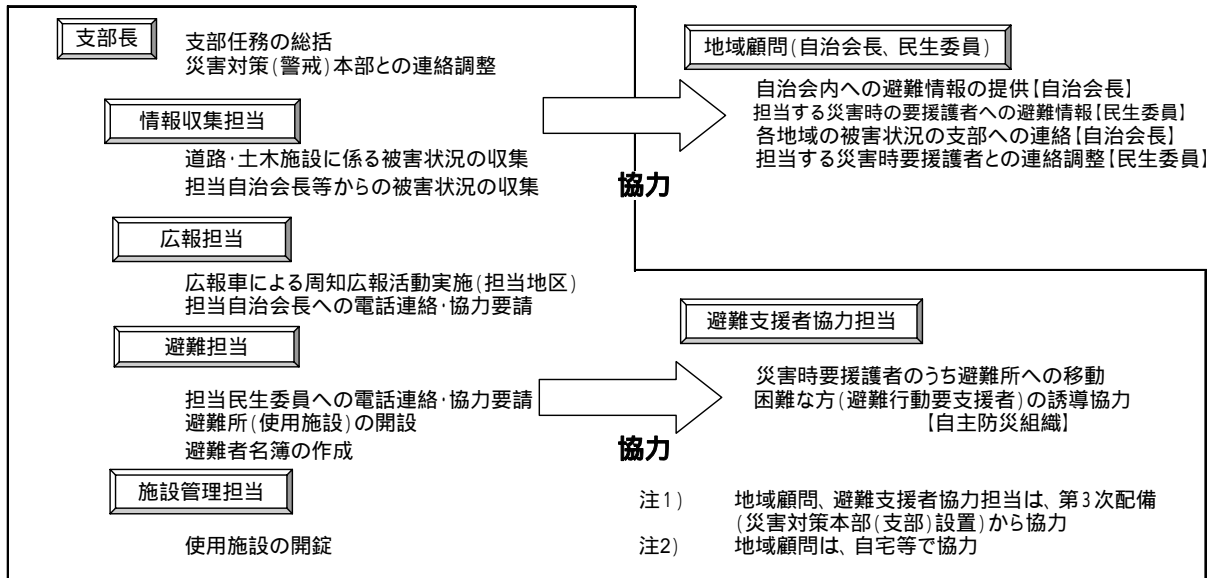 支部長
支部任務の総括
災害対策(警戒)本部との連絡調整
情報収集担当
道路・土木施設に係る被害状況の収集
担当自治会長等からの被害状況の収集
広報担当
広報車による周知広報活動実施(担当地区)
担当自治会長への電話連絡・協力要請
避難担当
担当民生委員への電話連絡・協力要請
避難所(使用施設)の開設
避難者名簿の作成
施設管理担当
使用施設の開錠
協力
地域顧問(自治会長、民生委員)
自治会内への避難情報の提供【自治会長】
担当する災害時の要援護者への避難情報【民生委員】
各地域の被害状況の支部への連絡【自治会長】
担当する災害時要援護者との連絡調整【民生委員】
協力
避難支援者協力担当
災害時要援護者のうち避難所への移動
困難な方(避難行動要支援者)の誘導協力
【自主防災組織】
注1) 地域顧問、避難支援者協力担当は、第3次配備
(災害対策本部(支部)設置)から協力
注2) 地域顧問は、自宅等で協力